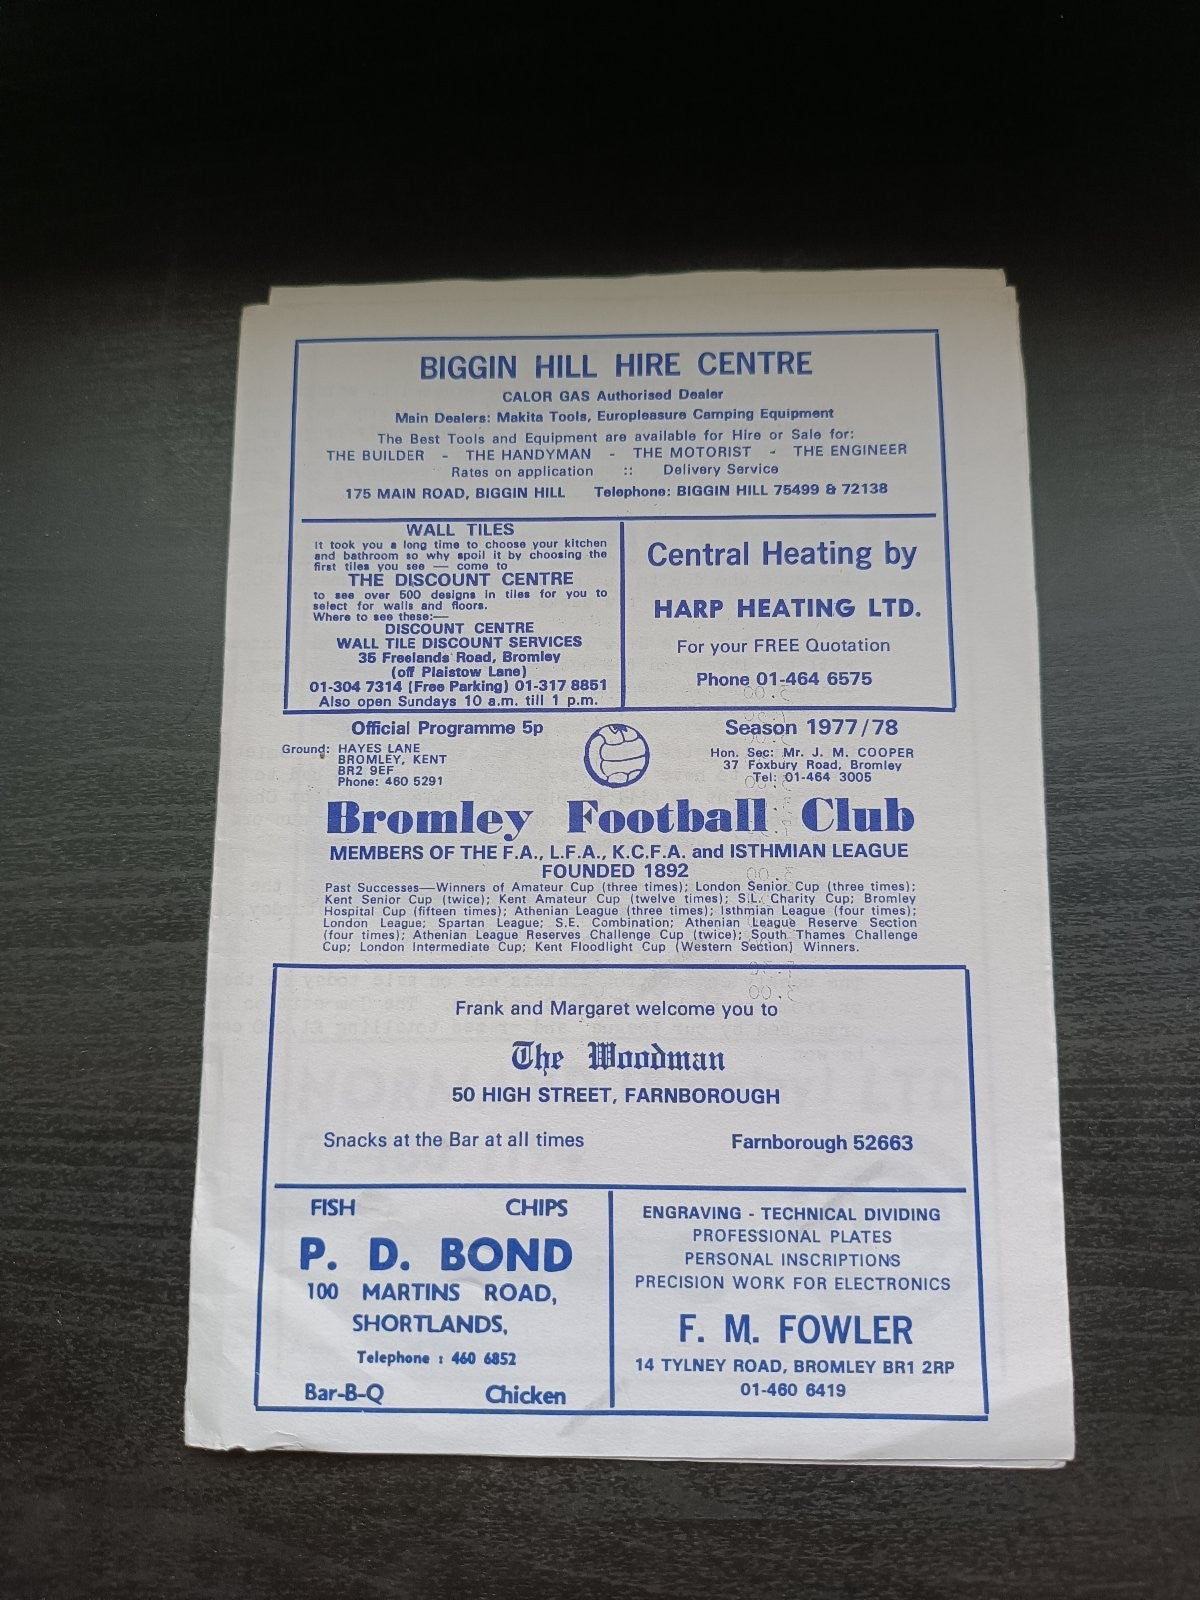 BIGGIN HILL HIRE CENTRE
CALOR GAS Authorised Dealer
Main Dealers: Makita Tools, Europleasure Camping Equipment
The Best Tools and Equipment are available for Hire or Sale for:
THE BUILDER - THE HANDYMAN - THE MOTORIST - THE ENGINEER
Rates on application :: Delivery Service
175 MAIN ROAD, BIGGIN HILL Telephone: BIGGIN HILL 75499 & 72138
WALL TILES
It took you a long time to choose your kitchen
and bathroom so why spoil it by choosing the
first tiles you see — come to
THE DISCOUNT CENTRE
to see over 500 designs in tiles for you to
select for walls and floors.
Where to see these:—
DISCOUNT CENTRE
WALL TILE DISCOUNT SERVICES
35 Freelands Road, Bromley
(off Plaistow Lane)
01-304 7314 (Free Parking) 01-317 8851
Also open Sundays 10 a.m. till 1 p.m.
Central Heating by
HARP HEATING LTD.
For your FREE Quotation
Phone 01-464 6575
Official Programme 5p
Ground: HAYES LANE
BROMLEY, KENT
BR2 9EF
Phone: 460 5291
Season 1977/78
Hon. Sec: Mr. J. M. COOPER
37 Foxbury Road, Bromley
Tel: 01-464 3005
Bromley Football Club
MEMBERS OF THE F.A., L.F.A., K.C.F.A. and ISTHMIAN LEAGUE
FOUNDED 1892
Past Successes—Winners of Amateur Cup (three times); London Senior Cup (three times);
Kent Senior Cup (twice); Kent Amateur Cup (twelve times); S.L. Charity Cup; Bromley
Hospital Cup (fifteen times); Athenian League (three times); Isthmian League (four times);
London League; Spartan League; S.E. Combination; Athenian League Reserve Section
(four times); Athenian League Reserves Challenge Cup (twice); South Thames Challenge
Cup; London Intermediate Cup; Kent Floodlight Cup (Western Section) Winners.
Frank and Margaret welcome you to
The Woodman
50 HIGH STREET, FARNBOROUGH
Snacks at the Bar at all times Farnborough 52663
FISH CHIPS
P. D. BOND
100 MARTINS ROAD,
SHORTLANDS,
Telephone : 460 6852
Bar-B-Q Chicken
ENGRAVING - TECHNICAL DIVIDING
PROFESSIONAL PLATES
PERSONAL INSCRIPTIONS
PRECISION WORK FOR ELECTRONICS
F. M. FOWLER
14 TYLNEY ROAD, BROMLEY BR1 2RP
01-460 6419